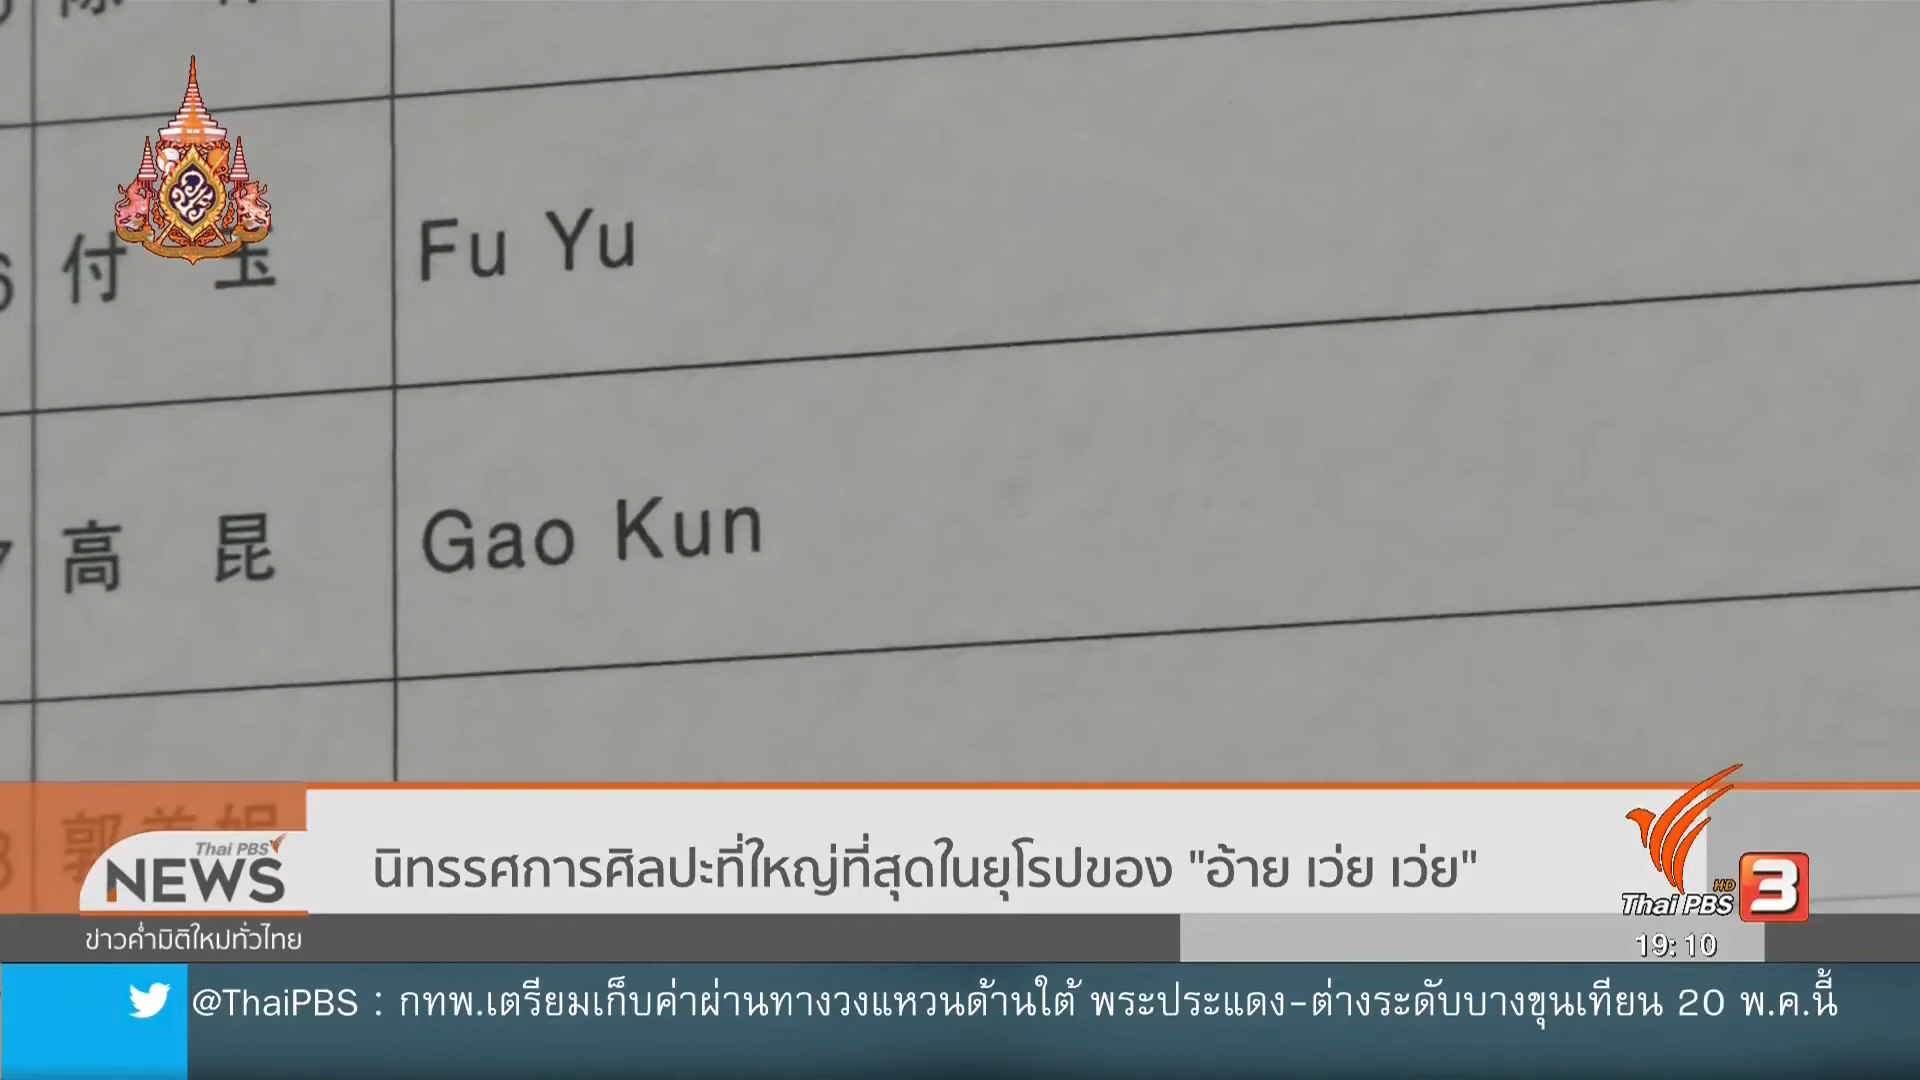 付 玉 Fu Yu
高 昆 Gao Kun
Thai PBS
NEWS
นิทรรศการศิลปะที่ใหญ่ที่สุดในยุโรปของ "อ้าย เว่ย เว่ย"
HD
Thai PBS 3
ข่าวค่ำมิติใหม่ทั่วไทย
19:10
@ThaiPBS : กทพ.เตรียมเก็บค่าผ่านทางวงแหวนด้านใต้ พระประแดง-ต่างระดับบางขุนเทียน 20 พ.ค.นี้